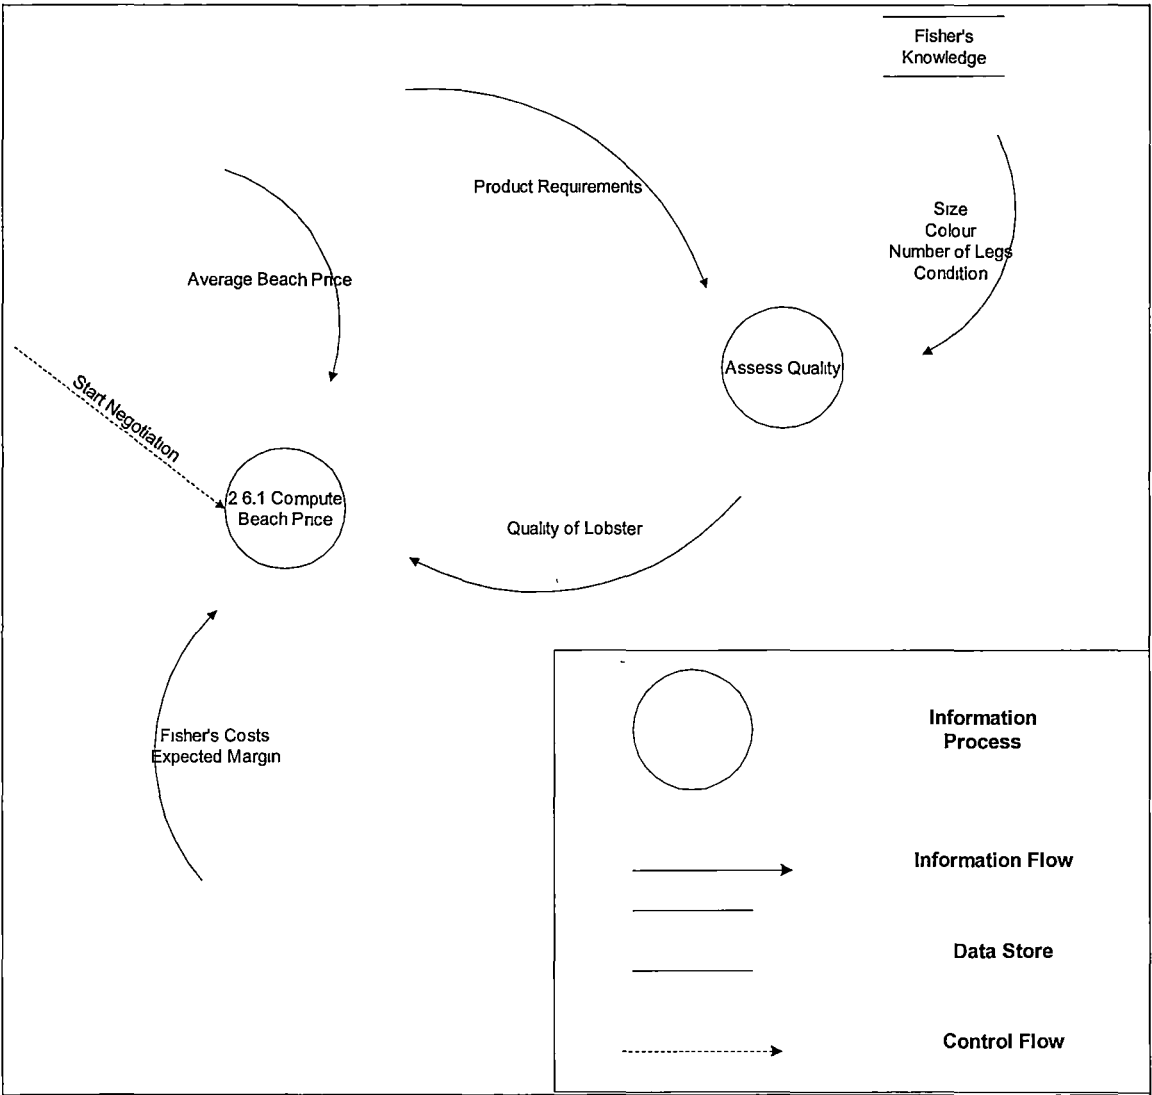 Fisher's
Knowledge
Product Requirements
Size
Colour
Number of Legs
Condition
Average Beach Price
Assess Quality
Start Negotiation
2 6.1 Compute
Beach Price
Quality of Lobster
Fisher's Costs
Expected Margin
Information
Process
Information Flow
Data Store
Control Flow